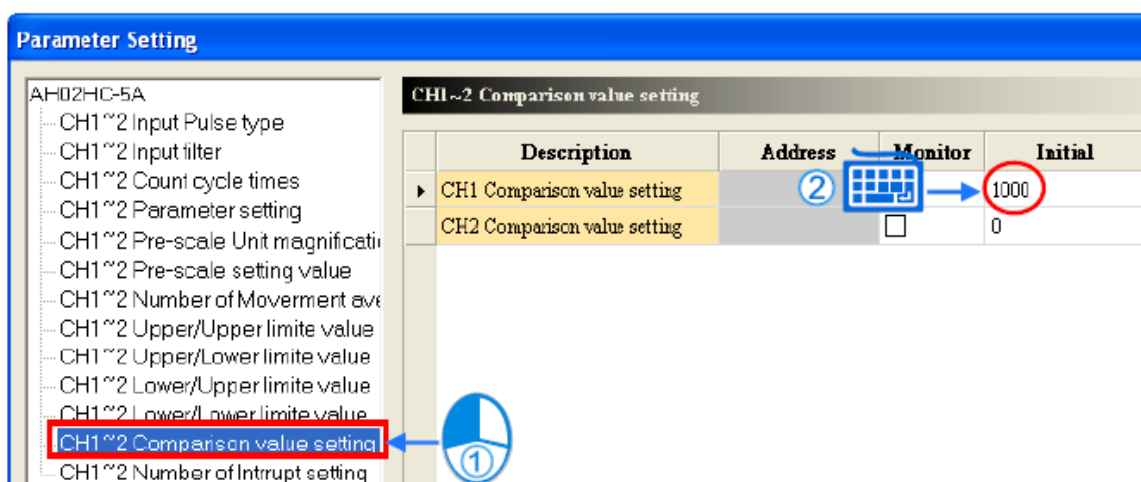 Parameter Setting
AH02HC-5A
CH1~2 Input Pulse type
CH1~2 Input filter
CH1~2 Count cycle times
CH1~2 Parameter setting
CH1~2 Pre-scale Unit magnificati
CH1~2 Pre-scale setting value
CH1~2 Number of Moverment ave
CH1~2 Upper/Upper limite value
CH1~2 Upper/Lower limite value
CH1~2 Lower/Upper limite value
CH1~2 Lower/Lower limite value
CH1~2 Comparison value setting
CH1~2 Number of Intrrupt setting
1
CH1~2 Comparison value setting
Description Address Monitor Initial
CH1 Comparison value setting 2 1000
CH2 Comparison value setting 0